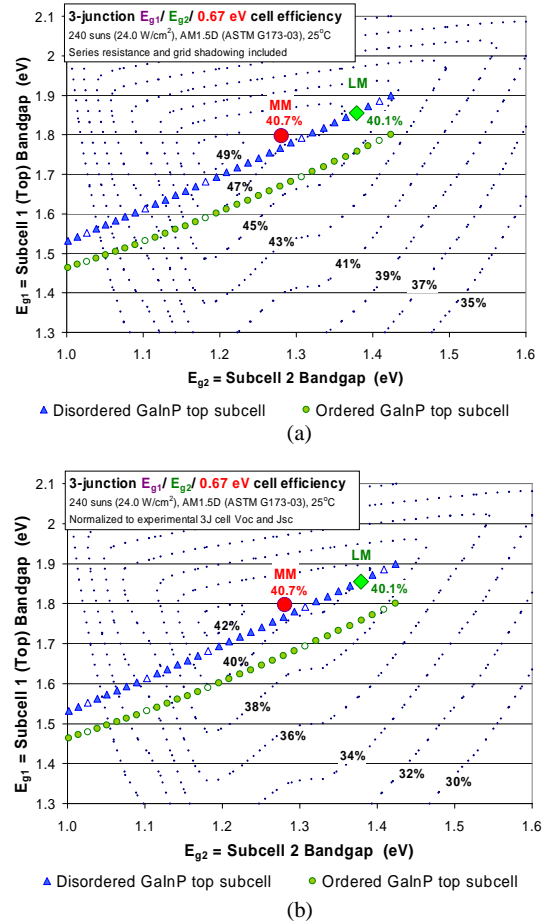 3-junction Eg1/ Eg2/ 0.67 eV cell efficiency
240 suns (24.0 W/cm2), AM1.5D (ASTM G173-03), 25oC
Series resistance and grid shadowing included
Eg1 = Subcell 1 (Top) Bandgap (eV)
2.1
2
1.9
1.8
1.7
1.6
1.5
1.4
1.3
LM
MM
40.7%
40.1%
49%
47%
45%
43%
41%
39%
37%
35%
1.0 1.1 1.2 1.3 1.4 1.5 1.6
Eg2 = Subcell 2 Bandgap (eV)
Disordered GaInP top subcell Ordered GaInP top subcell
(a)
3-junction Eg1/ Eg2/ 0.67 eV cell efficiency
240 suns (24.0 W/cm2), AM1.5D (ASTM G173-03), 25oC
Normalized to experimental 3J cell Voc and Jsc
Eg1 = Subcell 1 (Top) Bandgap (eV)
2.1
2
1.9
1.8
1.7
1.6
1.5
1.4
1.3
LM
MM
40.7%
40.1%
42%
40%
38%
36%
34%
32%
30%
1.0 1.1 1.2 1.3 1.4 1.5 1.6
Eg2 = Subcell 2 Bandgap (eV)
Disordered GaInP top subcell Ordered GaInP top subcell
(b)